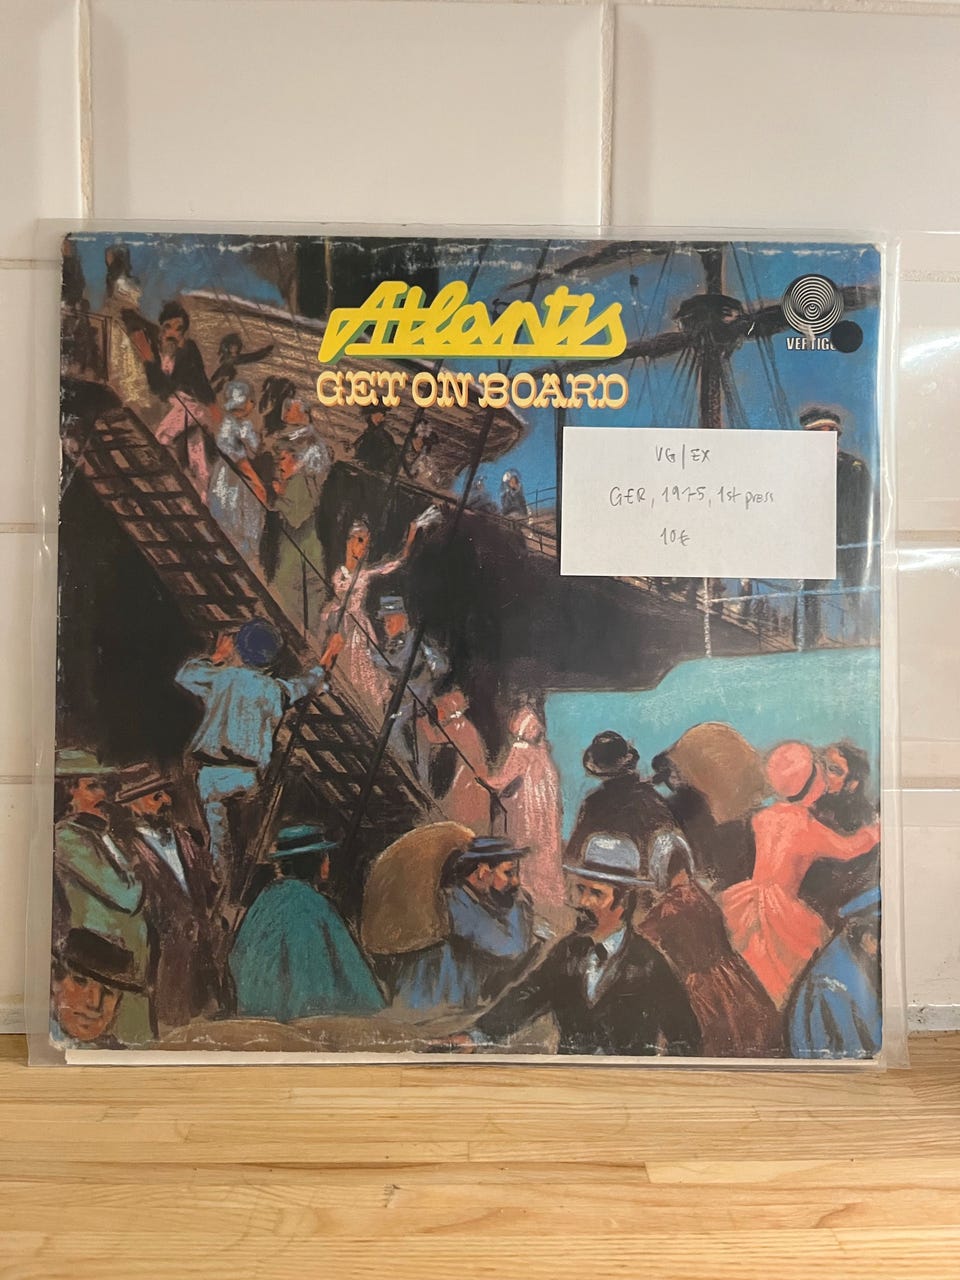 Atlantis
GET ON BOARD
VERTIGO
VG/EX
GER, 1975, 1st press
10€